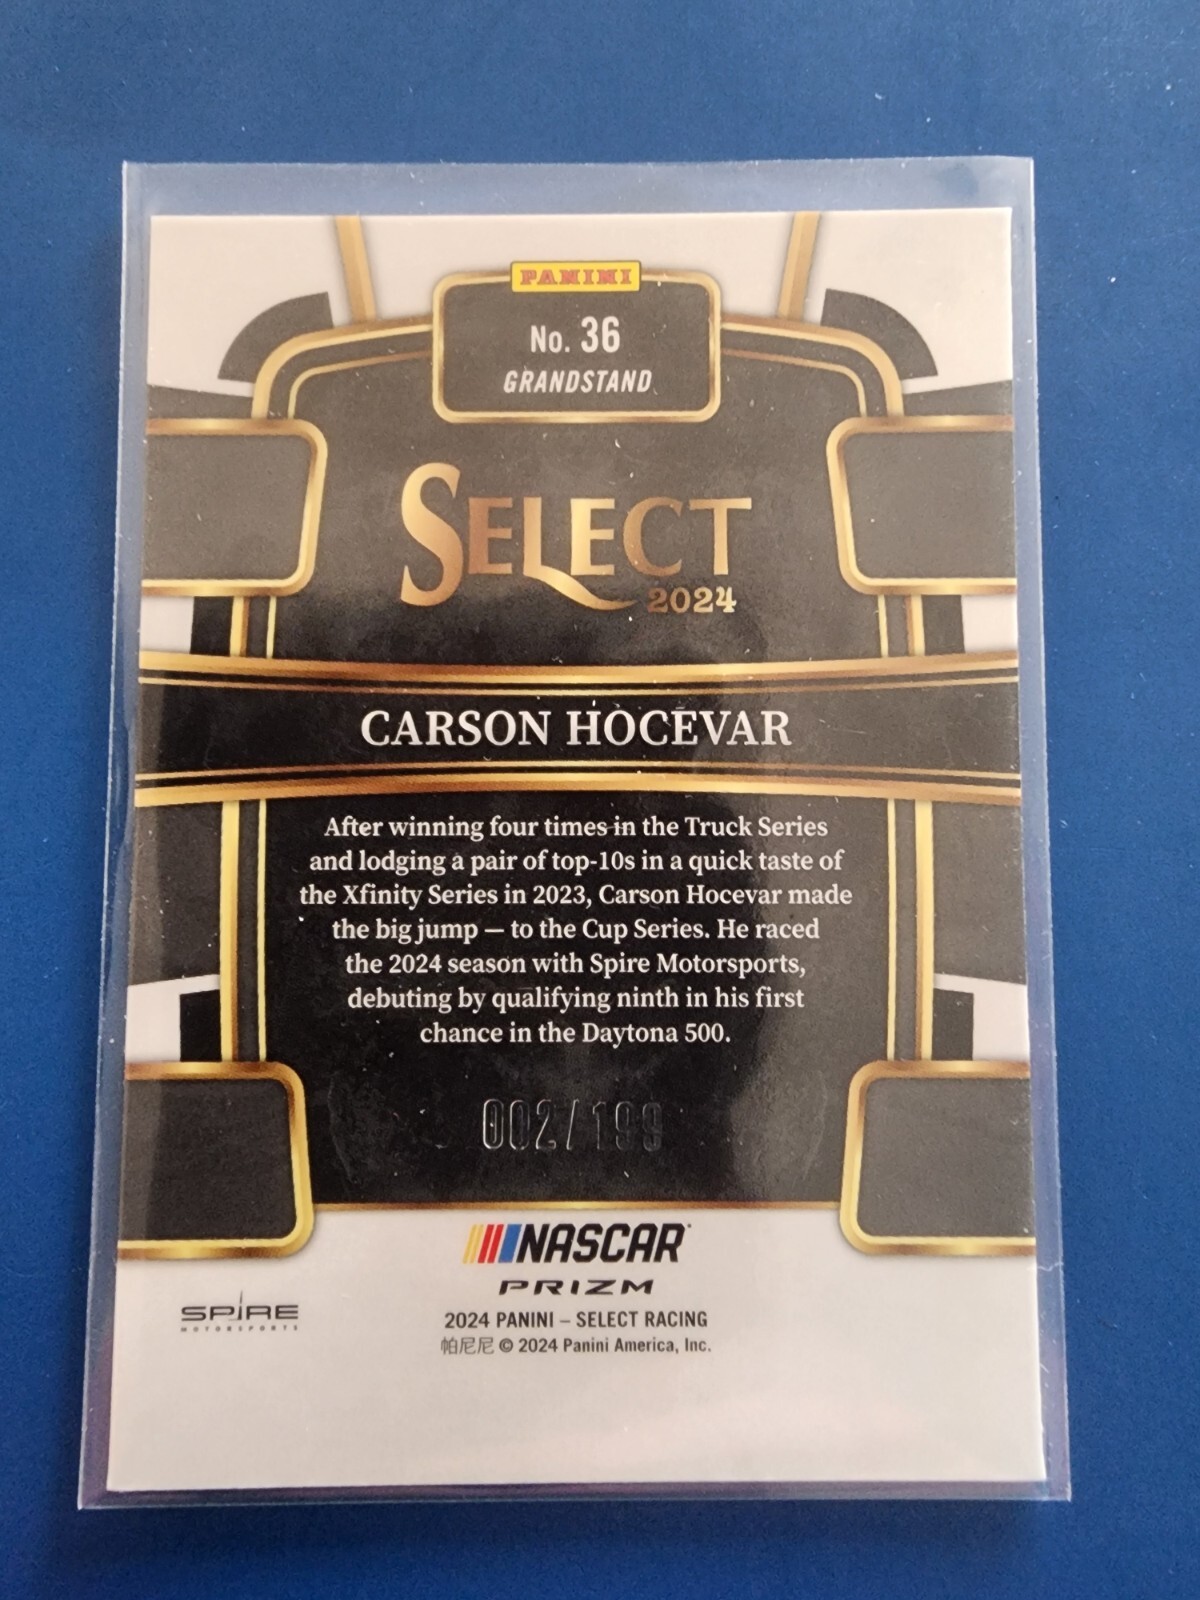 PANINI
No. 36
GRANDSTAND
SELECT
2024
CARSON HOCEVAR
After winning four times in the Truck Series
and lodging a pair of top-10s in a quick taste of
the Xfinity Series in 2023, Carson Hocevar made
the big jump — to the Cup Series. He raced
the 2024 season with Spire Motorsports,
debuting by qualifying ninth in his first
chance in the Daytona 500.
002/199
NASCAR
PRIZM
SPIRE
MOTORSPORTS
2024 PANINI – SELECT RACING
帕尼尼 © 2024 Panini America, Inc.